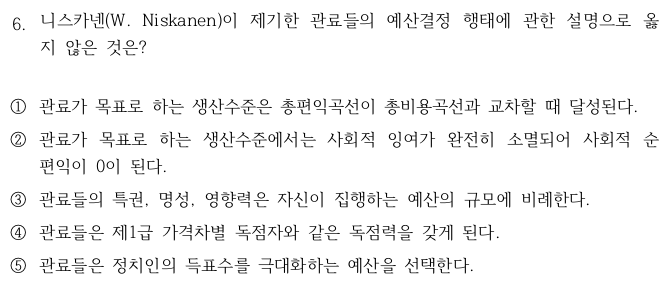 6. 니스카넨(W. Niskanen)이 제기한 관료들의 예산결정 행태에 관한 설명으로 옳
지 않은 것은?
① 관료가 목표로 하는 생산수준은 총편익곡선이 총비용곡선과 교차할 때 달성된다.
② 관료가 목표로 하는 생산수준에서는 사회적 잉여가 완전히 소멸되어 사회적 순
편익이 0이 된다.
③ 관료들의 특권, 명성, 영향력은 자신이 집행하는 예산의 규모에 비례한다.
④ 관료들은 제1급 가격차별 독점자와 같은 독점력을 갖게 된다.
⑤ 관료들은 정치인의 득표수를 극대화하는 예산을 선택한다.